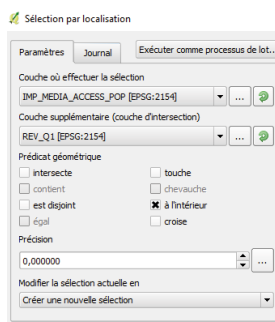 Sélection par localisation
Paramètres Journal Exécuter comme processus de lot...
Couche où effectuer la sélection
IMP_MEDIA_ACCESS_POP [EPSG:2154] ...
Couche supplémentaire (couche d'intersection)
REV_Q1 [EPSG:2154] ...
Prédicat géométrique
intersecte touche
contient chevauche
est disjoint à l'intérieur
égal croise
Précision
0,000000 ...
Modifier la sélection actuelle en
Créer une nouvelle sélection